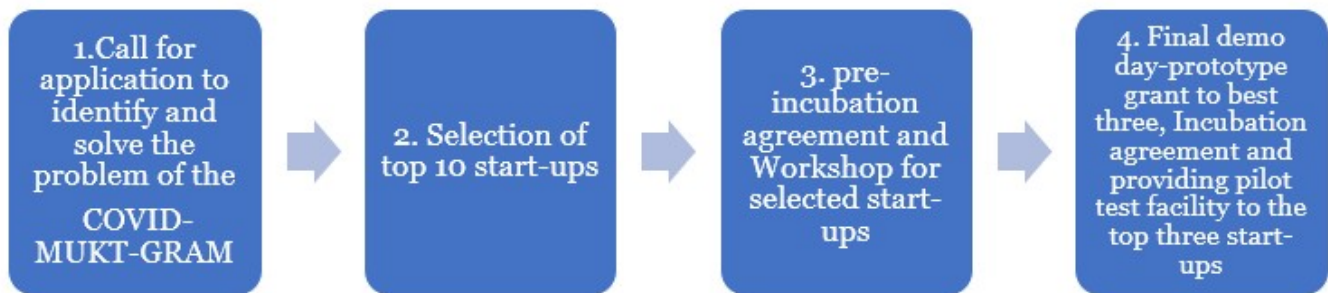 1.Call for
application to
identify and
solve the
problem of the
COVID-
MUKT-GRAM
2. Selection of
top 10 start-ups
3. pre-
incubation
agreement and
Workshop for
selected start-
ups
4. Final demo
day-prototype
grant to best
three, Incubation
agreement and
providing pilot
test facility to the
top three start-
ups